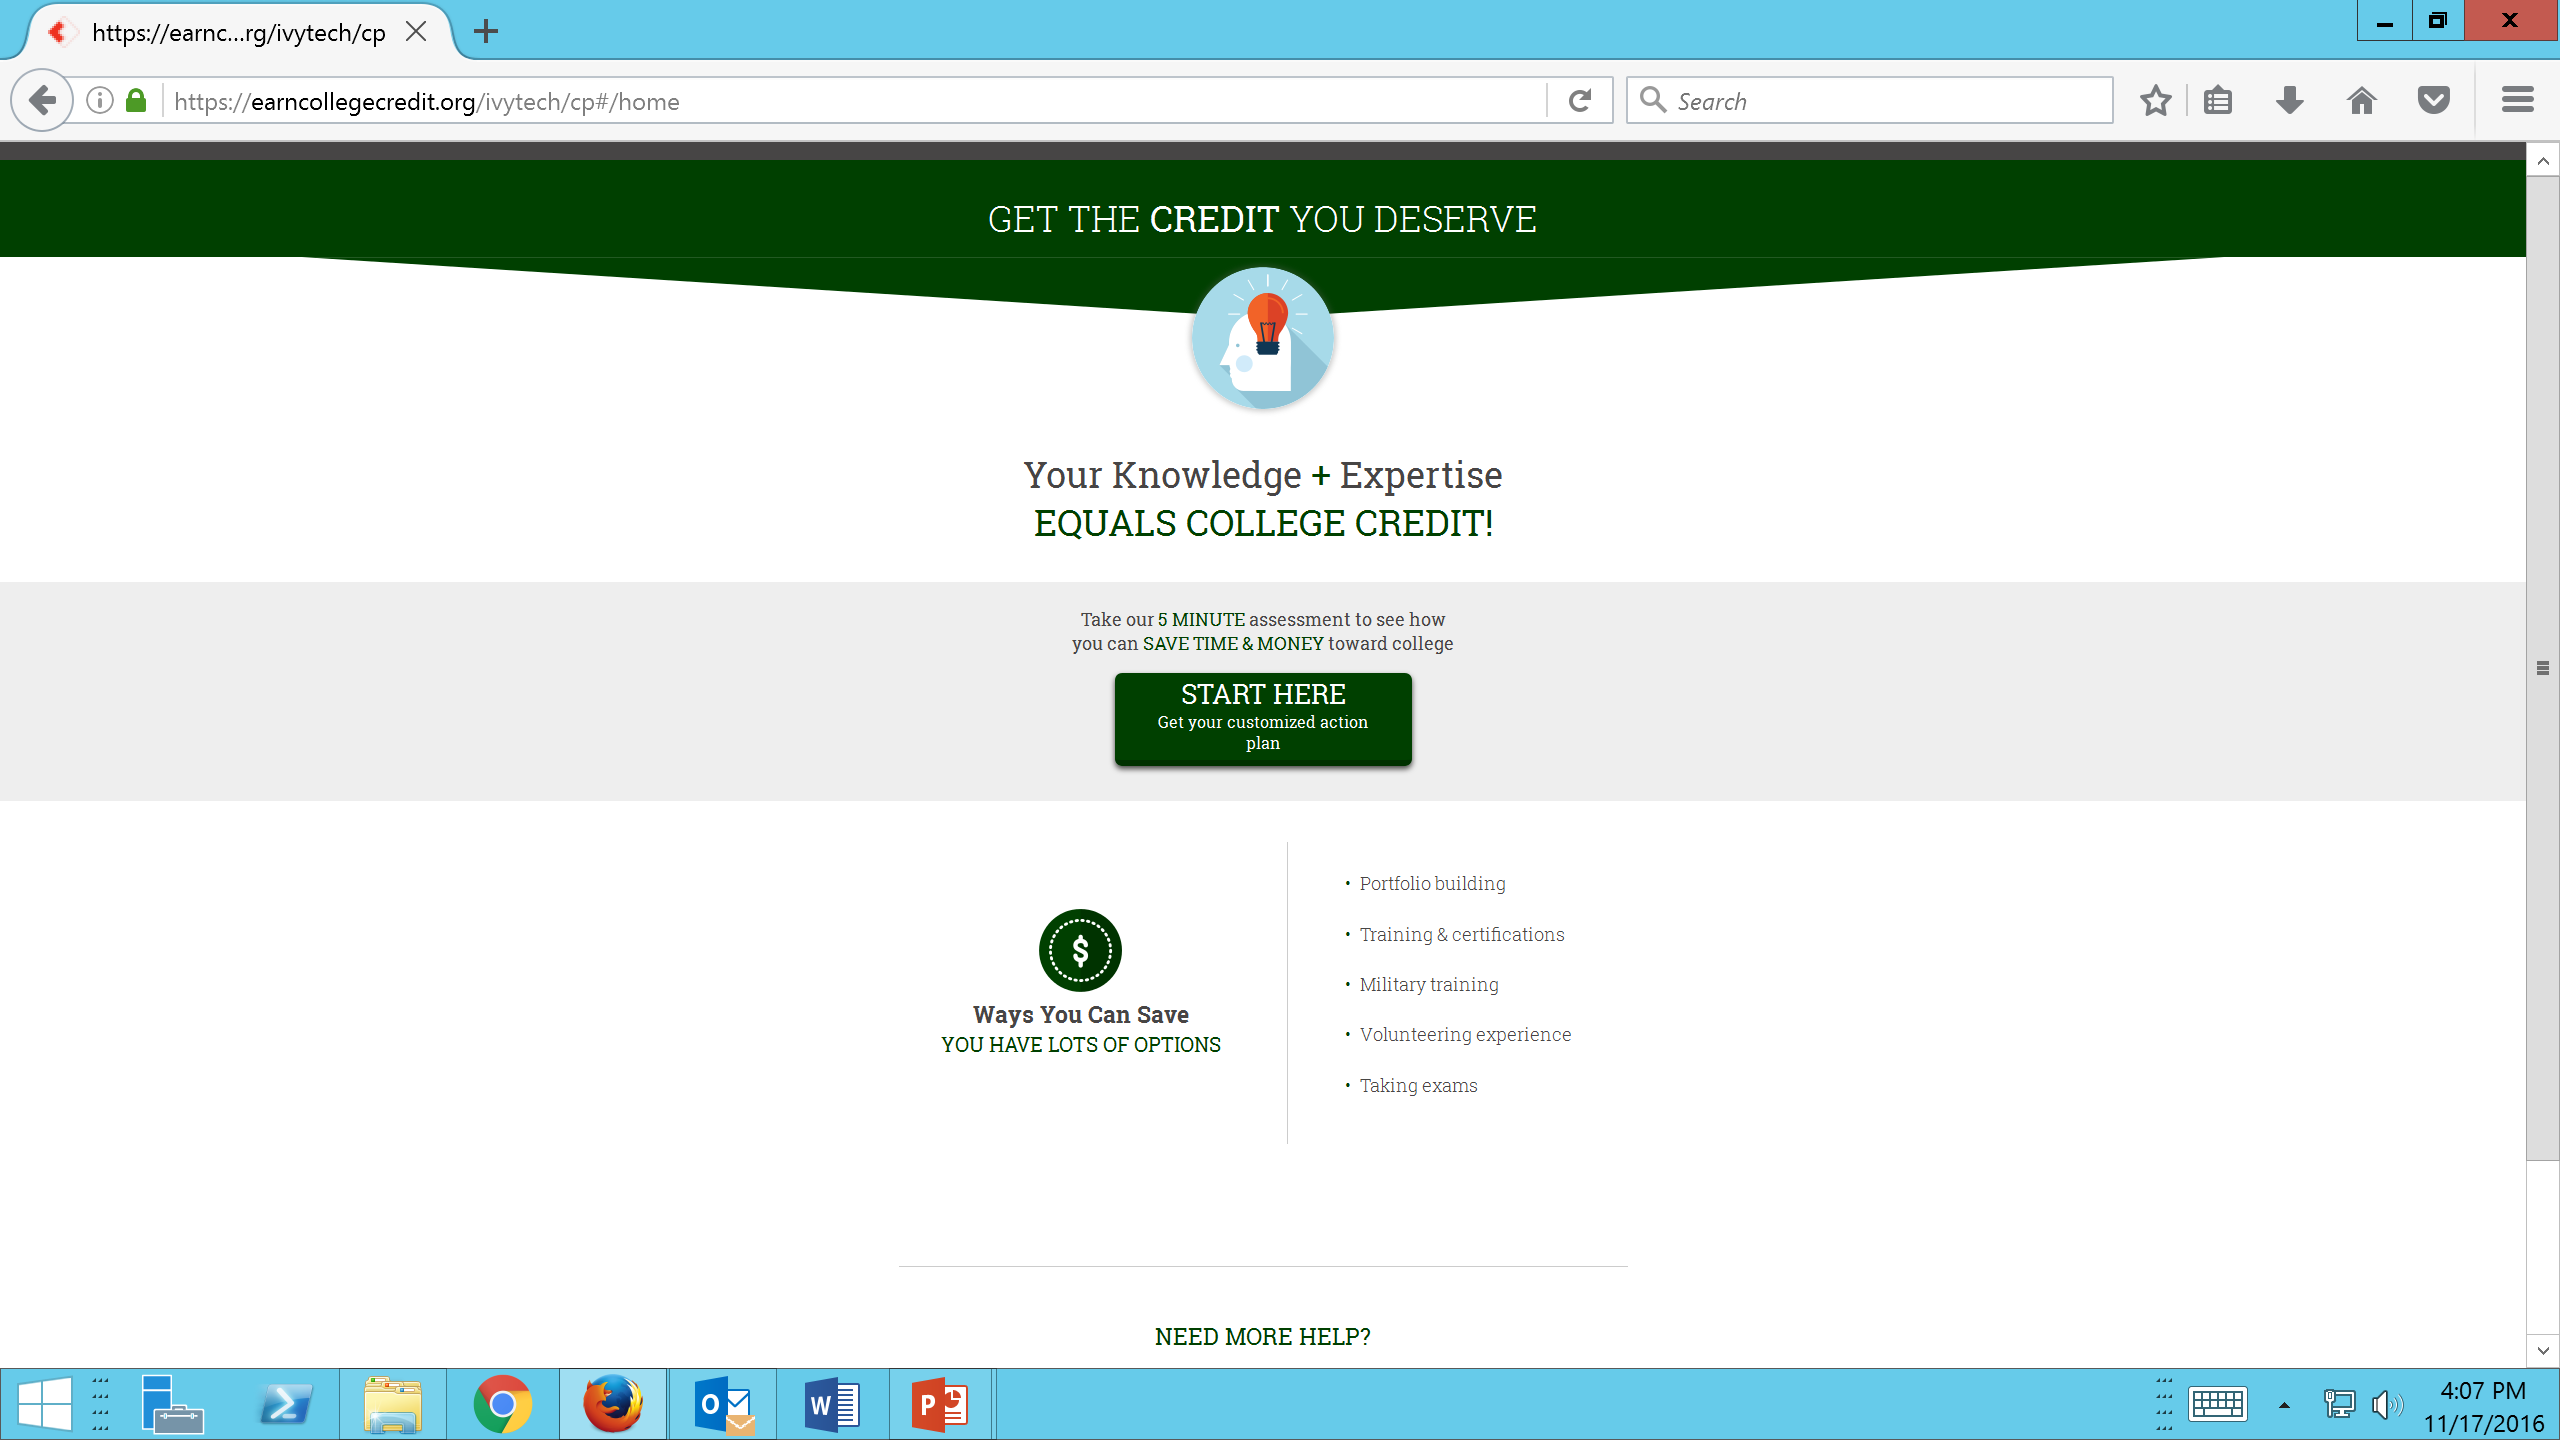 https://earnc...rg/ivytech/cp
https://earncollegecredit.org/ivytech/cp#/home
Search
GET THE CREDIT YOU DESERVE
Your Knowledge + Expertise
EQUALS COLLEGE CREDIT!
Take our 5 MINUTE assessment to see how
you can SAVE TIME & MONEY toward college
START HERE
Get your customized action
plan
$
Ways You Can Save
YOU HAVE LOTS OF OPTIONS
• Portfolio building
• Training & certifications
• Military training
• Volunteering experience
• Taking exams
NEED MORE HELP?
4:07 PM
11/17/2016